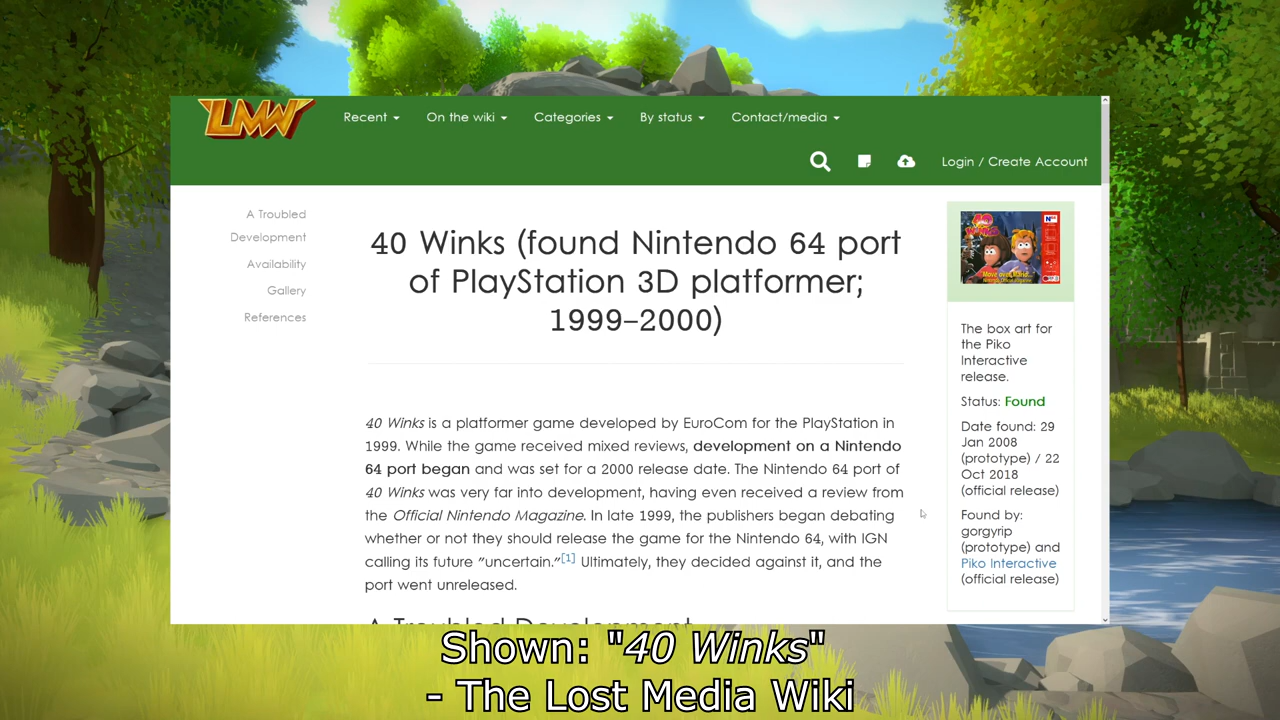 LMW
Recent
On the wiki
Categories
By status
Contact/media
Login / Create Account
A Troubled
Development
Availability
Gallery
References
40 Winks (found Nintendo 64 port
of PlayStation 3D platformer;
1999–2000)
40 Winks is a platformer game developed by EuroCom for the PlayStation in
1999. While the game received mixed reviews, development on a Nintendo
64 port began and was set for a 2000 release date. The Nintendo 64 port of
40 Winks was very far into development, having even received a review from
the Official Nintendo Magazine. In late 1999, the publishers began debating
whether or not they should release the game for the Nintendo 64, with IGN
calling its future "uncertain."[1] Ultimately, they decided against it, and the
port went unreleased.
A Troubled Development
40
WINKS
The box art for
the Piko
Interactive
release.
Status: Found
Date found: 29
Jan 2008
(prototype) / 22
Oct 2018
(official release)
Found by:
gorgyrip
(prototype) and
Piko Interactive
(official release)
Shown: "40 Winks"
- The Lost Media Wiki